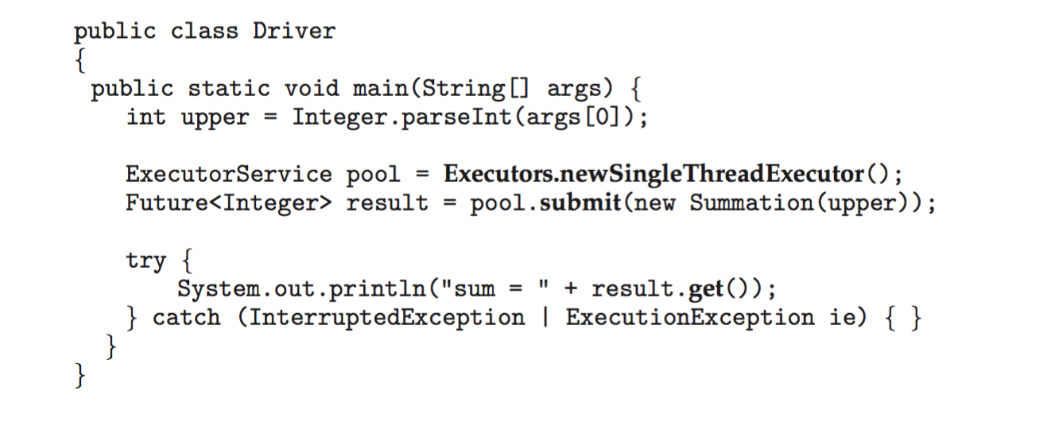 public class Driver
{
public static void main(String[] args) {
int upper = Integer.parseInt(args[0]);
ExecutorService pool = Executors.newSingleThreadExecutor();
Future<Integer> result = pool.submit(new Summation(upper));
try {
System.out.println("sum = " + result.get());
} catch (InterruptedException | ExecutionException ie) { }
}
}